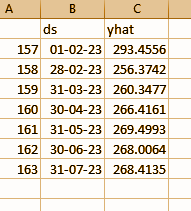 A B C
ds yhat
157 01-02-23 293.4556
158 28-02-23 256.3742
159 31-03-23 260.3477
160 30-04-23 266.4161
161 31-05-23 269.4993
162 30-06-23 268.0064
163 31-07-23 268.4135